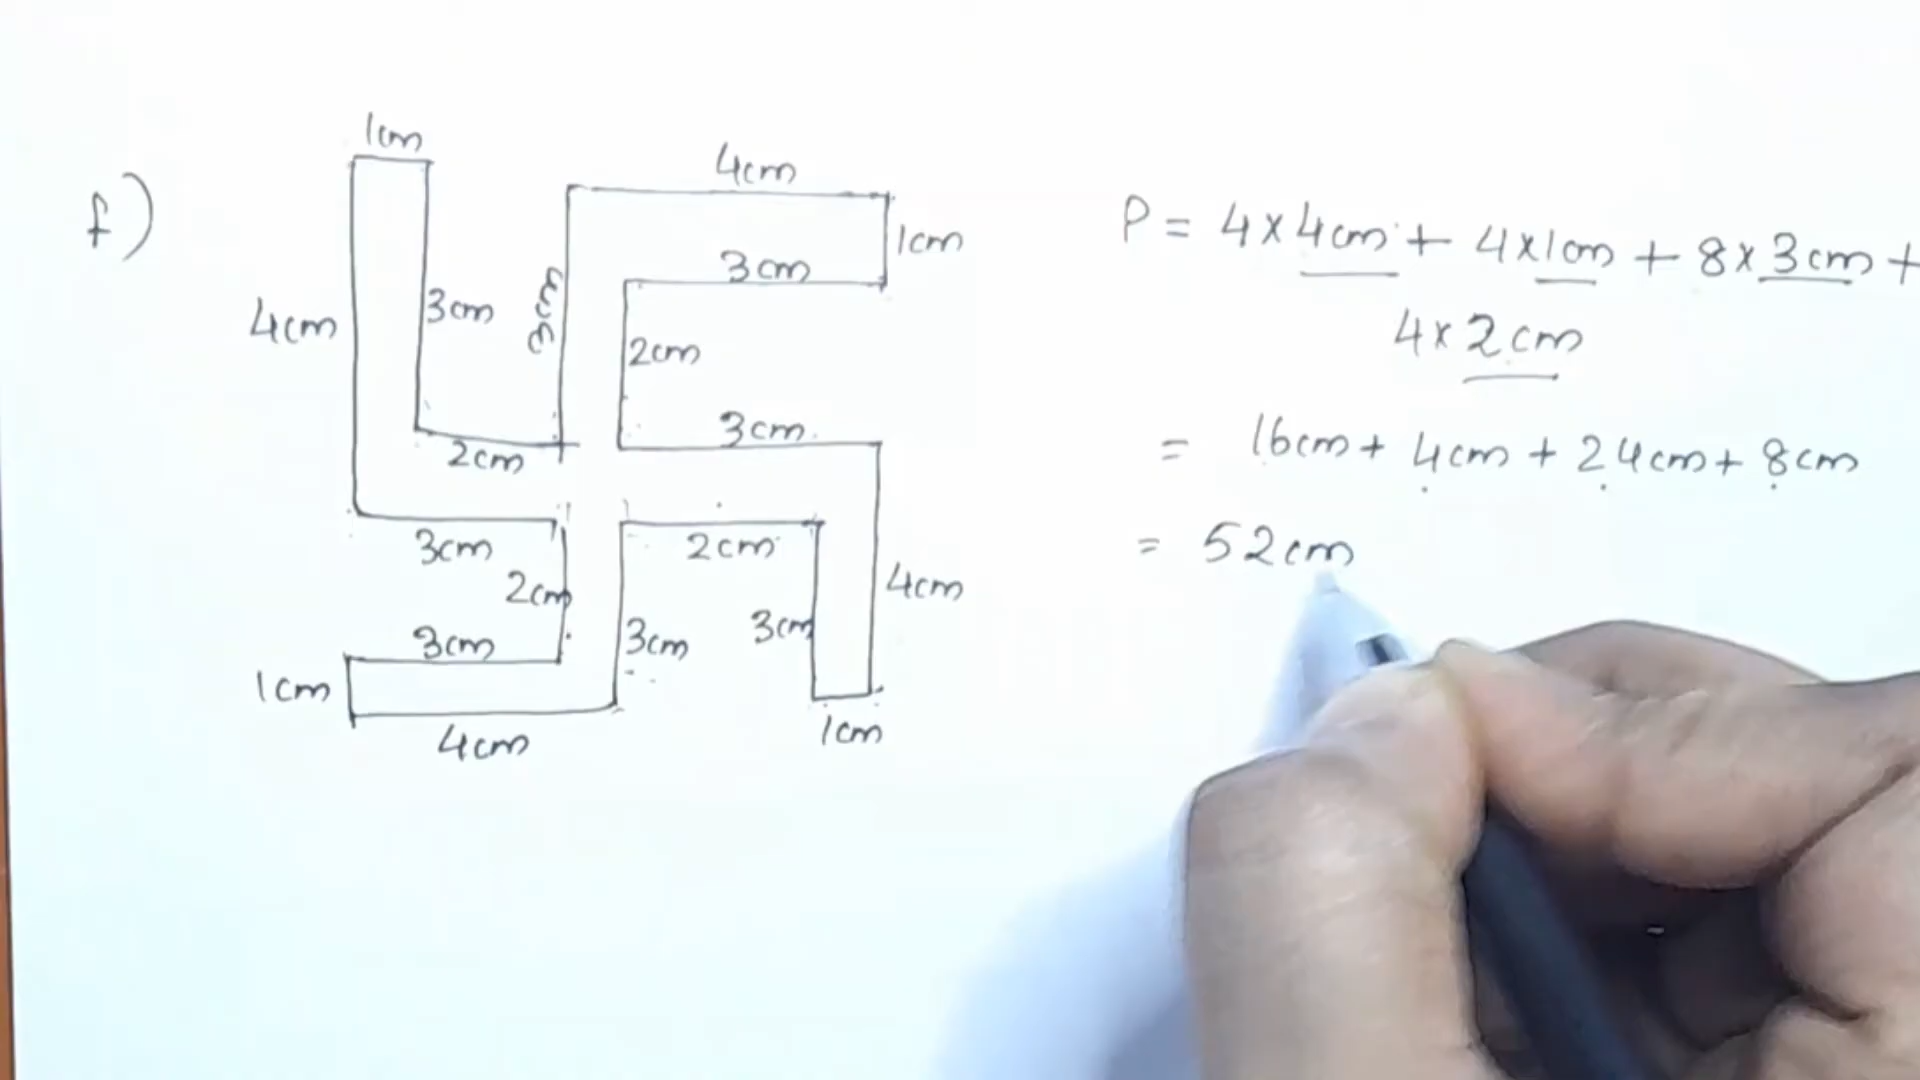 f)
1cm
4cm
1cm
3cm
4cm
3cm
3cm
2cm
3cm
2cm
3cm
2cm
2cm
4cm
3cm
3cm
3cm
1cm
4cm
1cm
P = 4×4cm + 4×1cm + 8×3cm +
4×2cm
= 16cm + 4cm + 24cm + 8cm
= 52cm